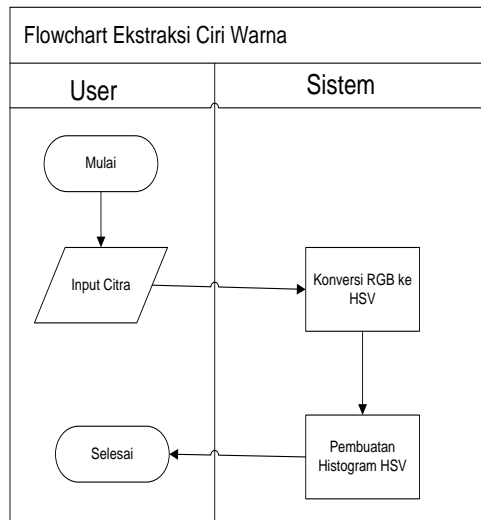 Flowchart Ekstraksi Ciri Warna
User
Sistem
Mulai
Input Citra
Konversi RGB ke
HSV
Pembuatan
Histogram HSV
Selesai